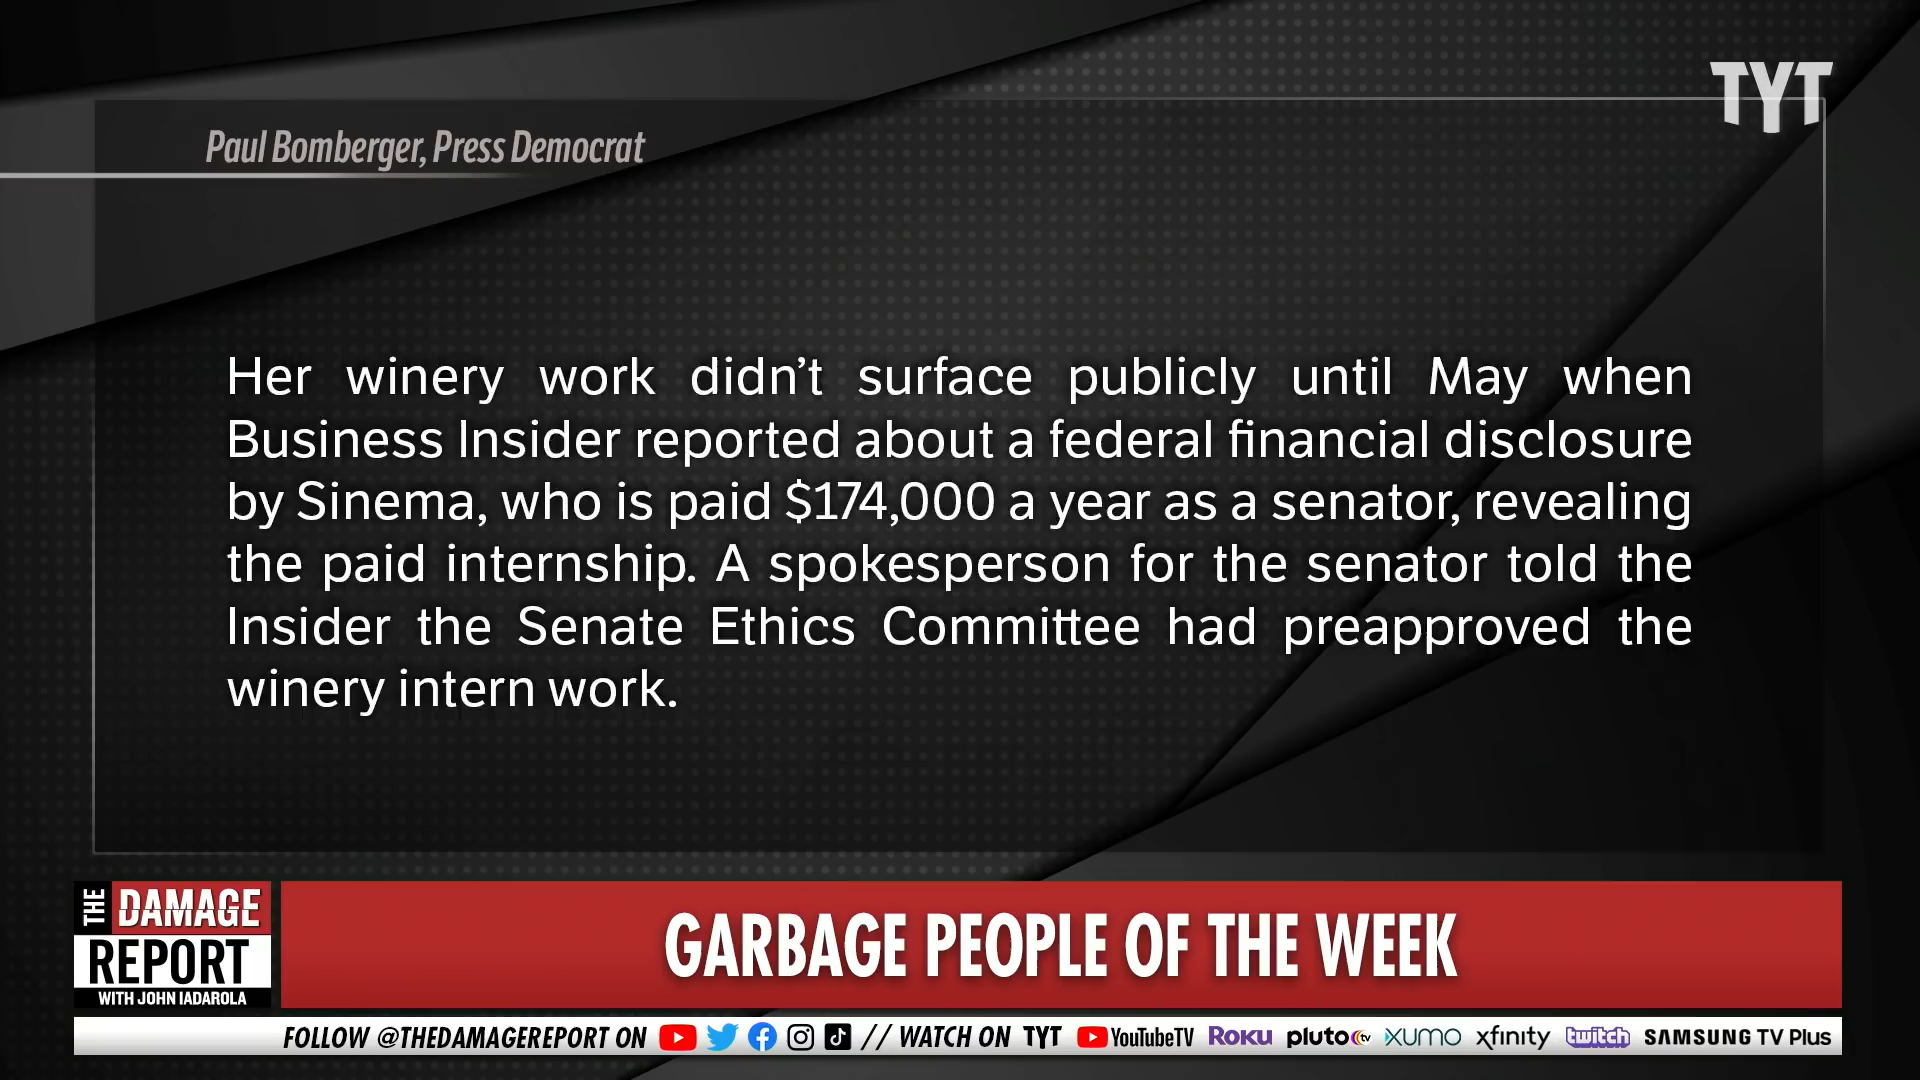 TYT
Paul Bomberger, Press Democrat
Her winery work didn’t surface publicly until May when
Business Insider reported about a federal financial disclosure
by Sinema, who is paid $174,000 a year as a senator, revealing
the paid internship. A spokesperson for the senator told the
Insider the Senate Ethics Committee had preapproved the
winery intern work.
THE DAMAGE
REPORT
WITH JOHN IADAROLA
GARBAGE PEOPLE OF THE WEEK
FOLLOW @THEDAMAGEREPORT ON // WATCH ON TYT YouTubeTV ROKU pluto tv XUMO xfinity twitch SAMSUNG TV Plus